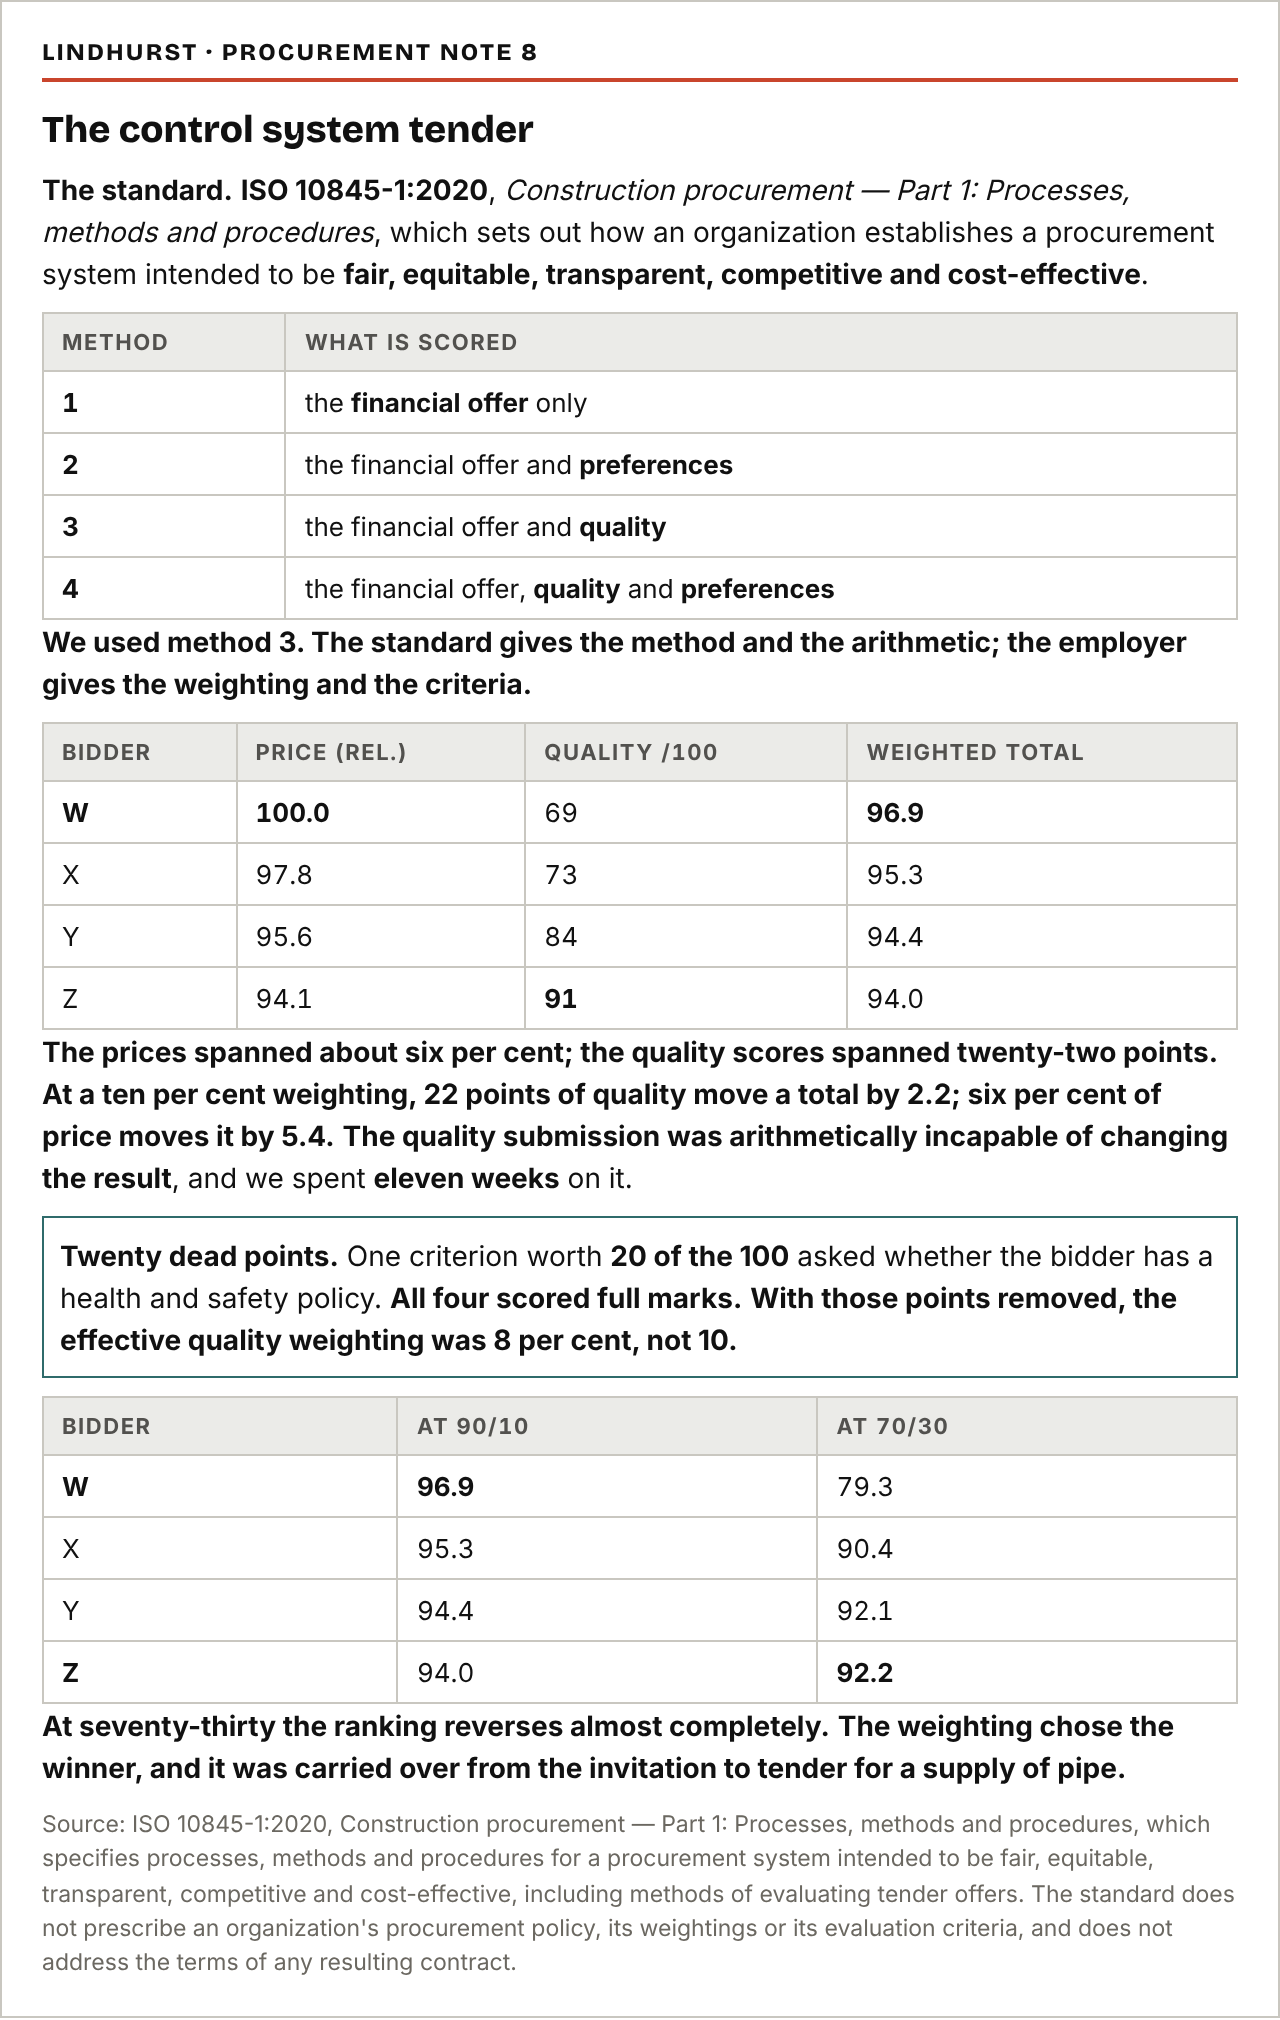 LINDHURST · PROCUREMENT NOTE 8
The control system tender
The standard. ISO 10845-1:2020, Construction procurement — Part 1: Processes,
methods and procedures, which sets out how an organization establishes a procurement
system intended to be fair, equitable, transparent, competitive and cost-effective.
METHOD WHAT IS SCORED
1 the financial offer only
2 the financial offer and preferences
3 the financial offer and quality
4 the financial offer, quality and preferences
We used method 3. The standard gives the method and the arithmetic; the employer
gives the weighting and the criteria.
BIDDER PRICE (REL.) QUALITY /100 WEIGHTED TOTAL
W 100.0 69 96.9
X 97.8 73 95.3
Y 95.6 84 94.4
Z 94.1 91 94.0
The prices spanned about six per cent; the quality scores spanned twenty-two points.
At a ten per cent weighting, 22 points of quality move a total by 2.2; six per cent of
price moves it by 5.4. The quality submission was arithmetically incapable of changing
the result, and we spent eleven weeks on it.
Twenty dead points. One criterion worth 20 of the 100 asked whether the bidder has a
health and safety policy. All four scored full marks. With those points removed, the
effective quality weighting was 8 per cent, not 10.
BIDDER AT 90/10 AT 70/30
W 96.9 79.3
X 95.3 90.4
Y 94.4 92.1
Z 94.0 92.2
At seventy-thirty the ranking reverses almost completely. The weighting chose the
winner, and it was carried over from the invitation to tender for a supply of pipe.
Source: ISO 10845-1:2020, Construction procurement — Part 1: Processes, methods and procedures, which
specifies processes, methods and procedures for a procurement system intended to be fair, equitable,
transparent, competitive and cost-effective, including methods of evaluating tender offers. The standard does
not prescribe an organization's procurement policy, its weightings or its evaluation criteria, and does not
address the terms of any resulting contract.